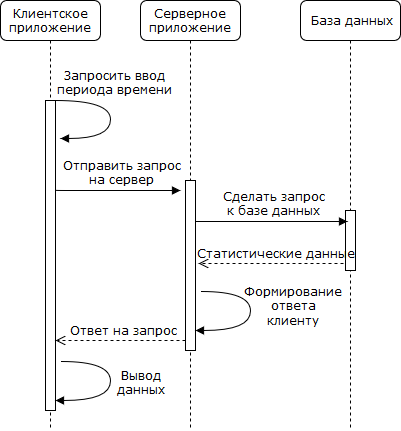 Клиентское
приложение
Серверное
приложение
База данных
Запросить ввод
периода времени
Отправить запрос
на сервер
Сделать запрос
к базе данных
Статистические данные
Формирование
ответа
клиенту
Ответ на запрос
Вывод
данных